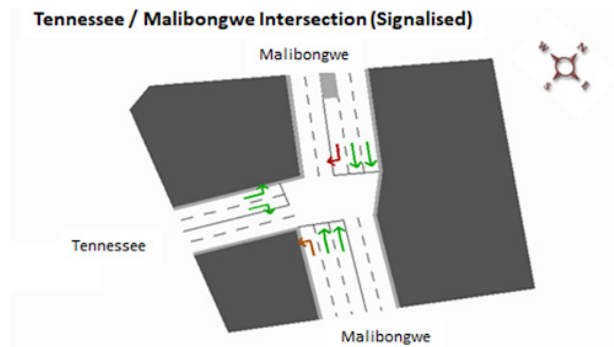 Tennessee / Malibongwe Intersection (Signalised)
Malibongwe
W N
S E
Tennessee
Malibongwe